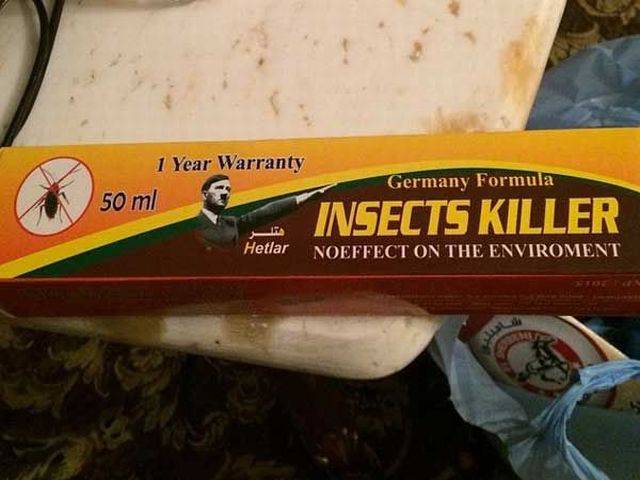 1 Year Warranty
50 ml
هتلر
Hetlar
Germany Formula
INSECTS KILLER
NOEFFECT ON THE ENVIROMENT